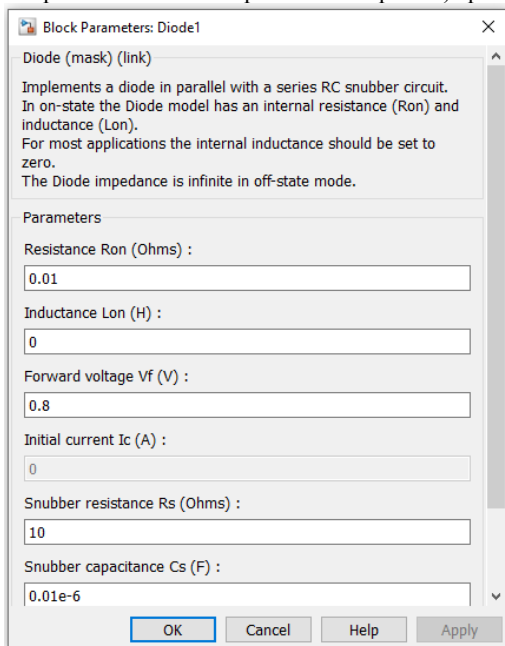 Block Parameters: Diode1
Diode (mask) (link)
Implements a diode in parallel with a series RC snubber circuit.
In on-state the Diode model has an internal resistance (Ron) and
inductance (Lon).
For most applications the internal inductance should be set to
zero.
The Diode impedance is infinite in off-state mode.
Parameters
Resistance Ron (Ohms) :
0.01
Inductance Lon (H) :
0
Forward voltage Vf (V) :
0.8
Initial current Ic (A) :
0
Snubber resistance Rs (Ohms) :
10
Snubber capacitance Cs (F) :
0.01e-6
OK Cancel Help Apply